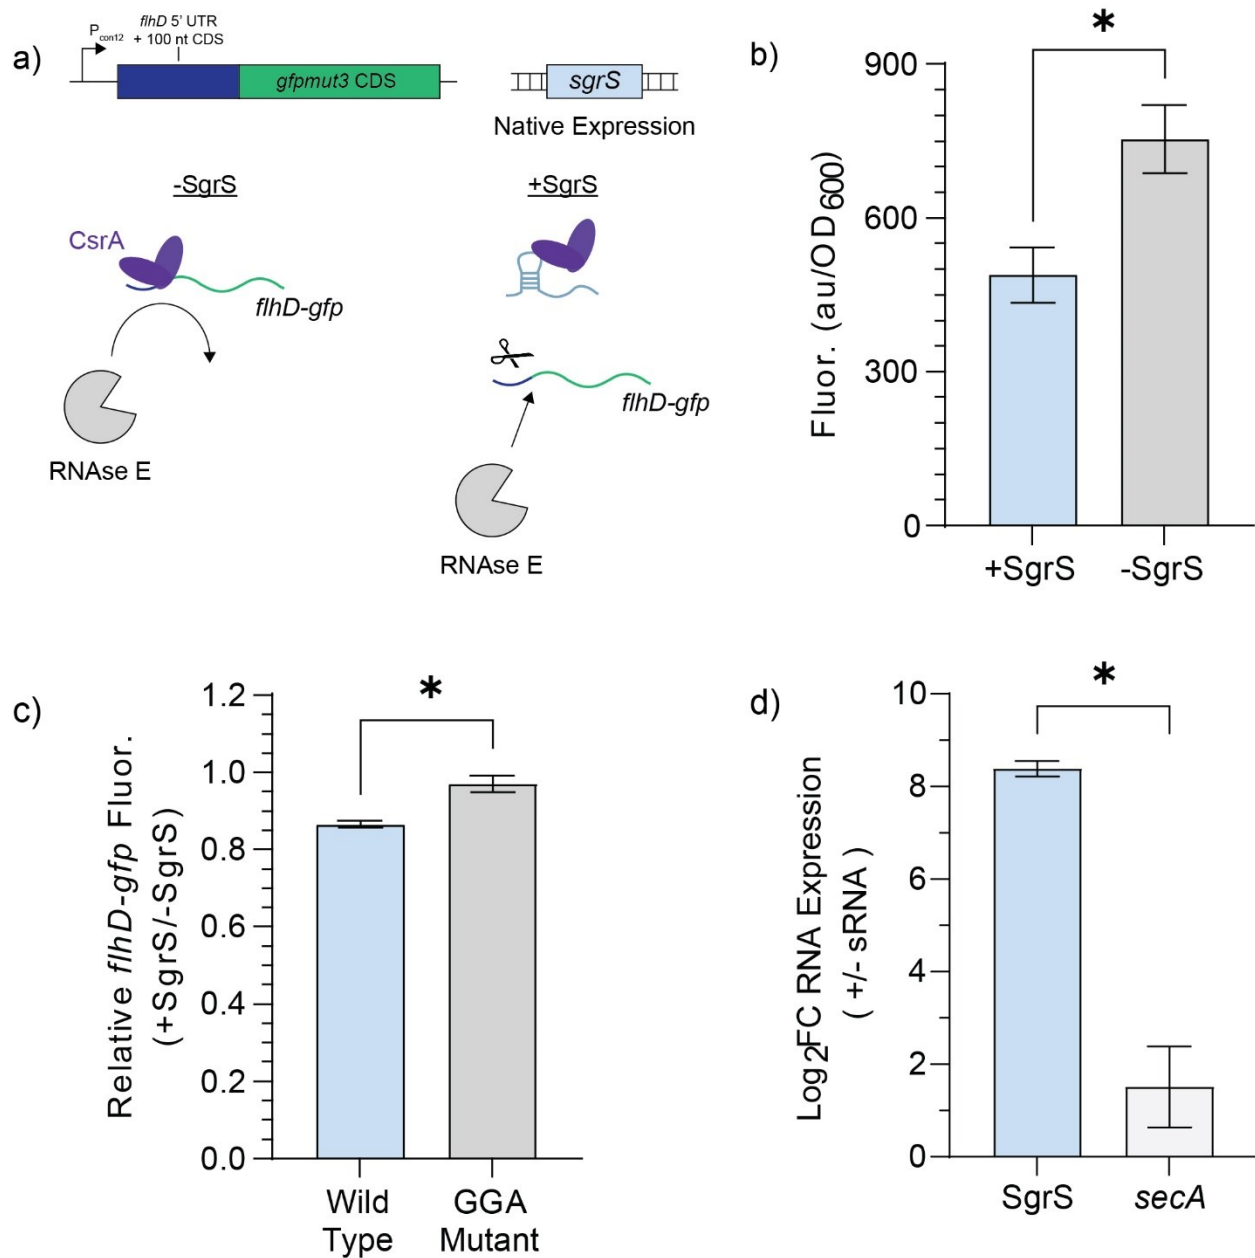 a)
P_con12
flhD 5' UTR
+ 100 nt CDS
gfpmut3 CDS
sgrS
Native Expression
-SgrS
+SgrS
CsrA
flhD-gfp
RNAse E
flhD-gfp
RNAse E
b)
*
Fluor. (au/OD600)
900
600
300
0
+SgrS
-SgrS
c)
*
Relative flhD-gfp Fluor.
(+SgrS/-SgrS)
1.2
1.0
0.8
0.6
0.4
0.2
0.0
Wild
Type
GGA
Mutant
d)
*
Log2FC RNA Expression
( +/- sRNA )
10
8
6
4
2
0
SgrS
secA